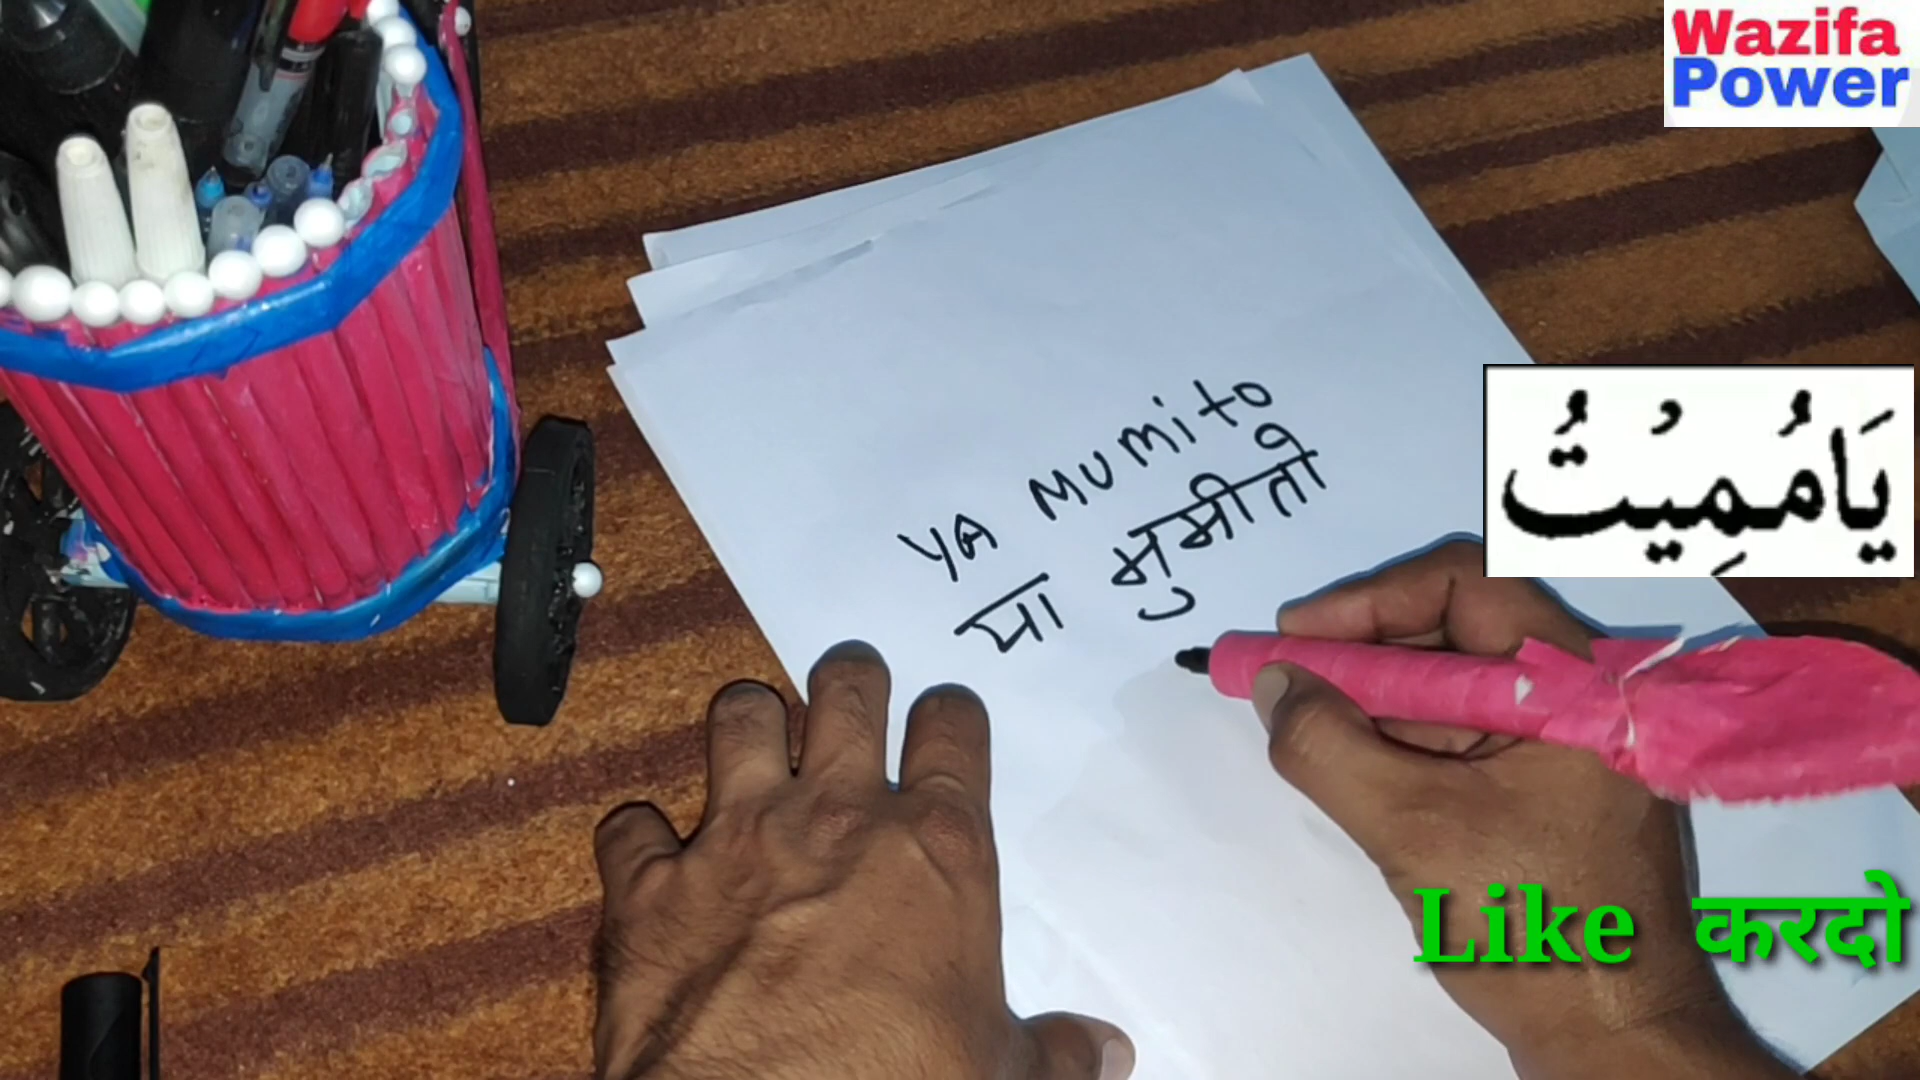 Wazifa
Power
YA MUMitO
या मुमीतो
يَامُمِيْتُ
Like करदो